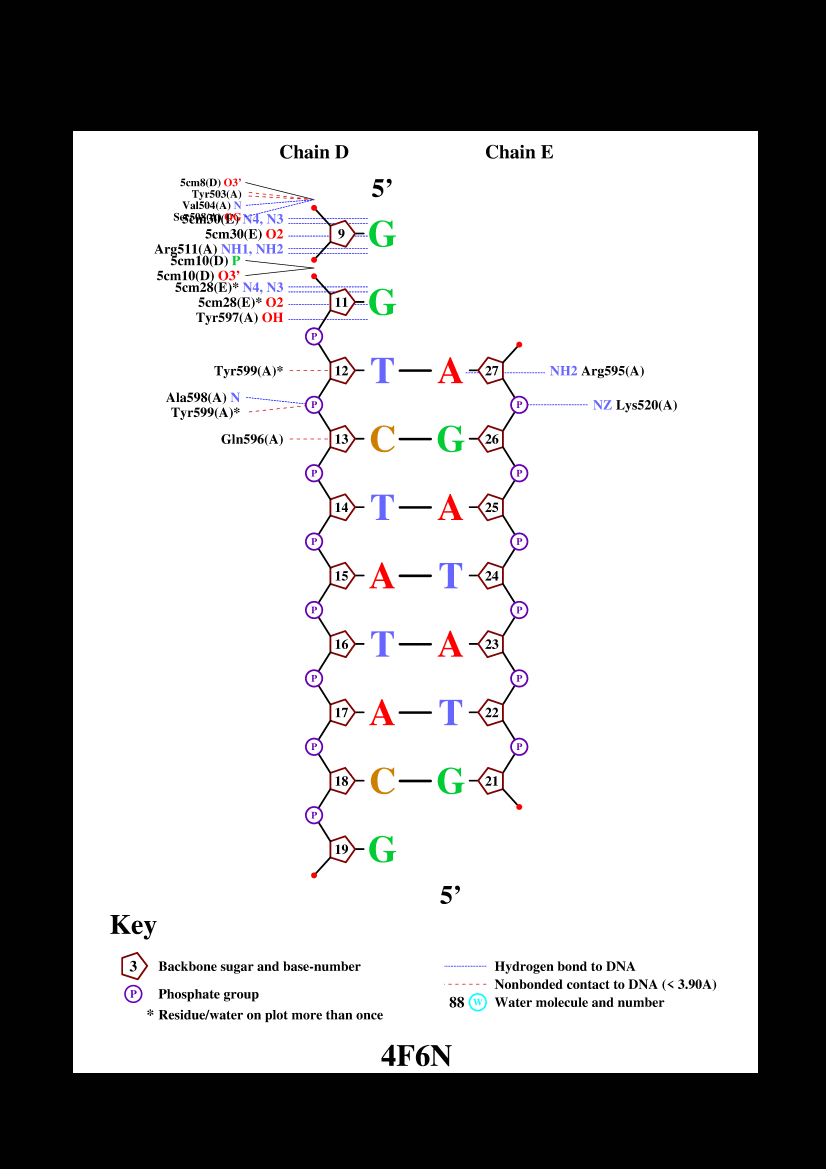 Chain D Chain E
5cm8(D) O3’
5’
Tyr503(A)
Val504(A) N
5cm30(E) N4, N3
5cm30(E) O2
9 G
Arg511(A) NH1, NH2
5cm10(D) P
5cm10(D) O3’
5cm28(E)* N4, N3
5cm28(E)* O2
11 G
Tyr597(A) OH
P
Tyr599(A)* 12 T A 27 NH2 Arg595(A)
Ala598(A) N
P P NZ Lys520(A)
Tyr599(A)*
Gln596(A) 13 C G 26
P P
14 T A 25
P P
15 A T 24
P P
16 T A 23
P P
17 A T 22
P P
18 C G 21
P
19 G
5’
Key
3 Backbone sugar and base-number
Hydrogen bond to DNA
Nonbonded contact to DNA (< 3.90A)
P Phosphate group
88 W Water molecule and number
* Residue/water on plot more than once
4F6N